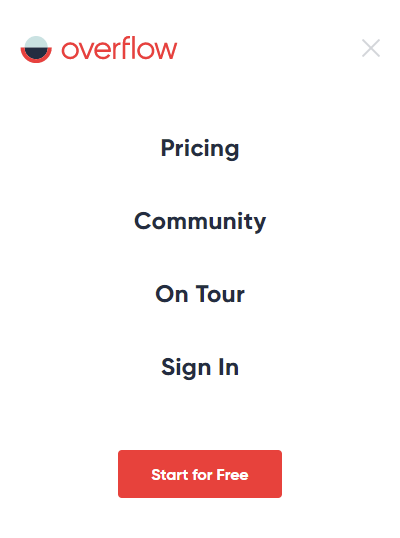 overflow
Pricing
Community
On Tour
Sign In
Start for Free